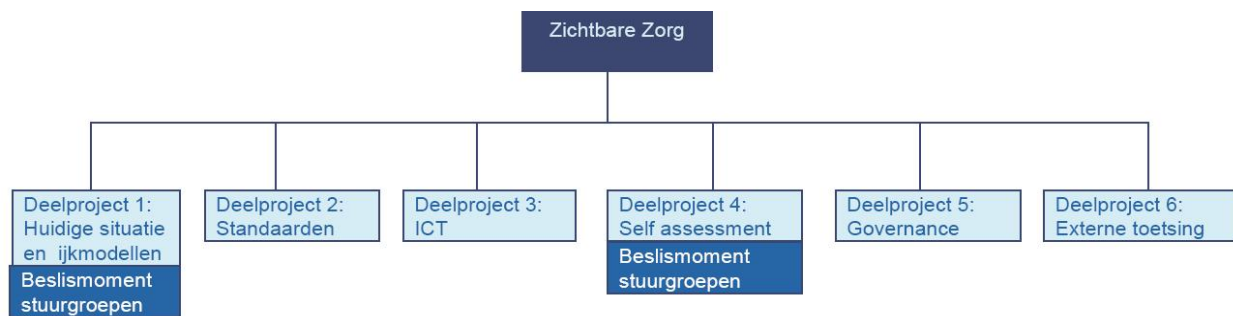 Zichtbare Zorg
Deelproject 1:
Huidige situatie
en ijkmodellen
Beslismoment
stuurgroepen
Deelproject 2:
Standaarden
Deelproject 3:
ICT
Deelproject 4:
Self assessment
Beslismoment
stuurgroepen
Deelproject 5:
Governance
Deelproject 6:
Externe toetsing